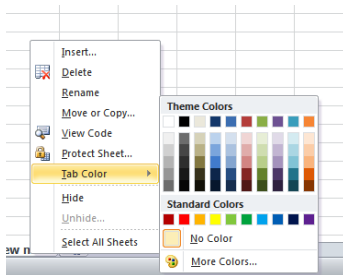 Insert...
Delete
Rename
Move or Copy...
View Code
Protect Sheet...
Tab Color
Hide
Unhide...
Select All Sheets
Theme Colors
Standard Colors
No Color
More Colors...